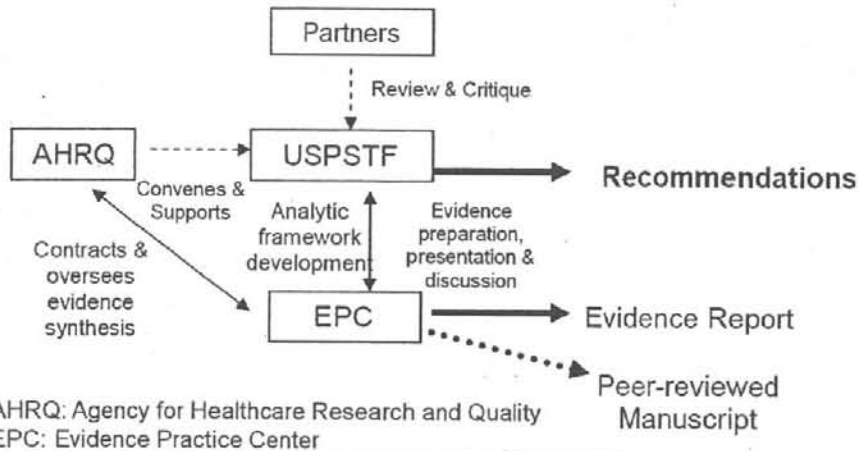 Partners
Review & Critique
AHRQ
USPSTF
Recommendations
Convenes &
Supports
Analytic
framework
development
Evidence
preparation,
presentation &
discussion
Contracts &
oversees
evidence
synthesis
EPC
Evidence Report
Peer-reviewed
Manuscript
AHRQ: Agency for Healthcare Research and Quality
EPC: Evidence Practice Center